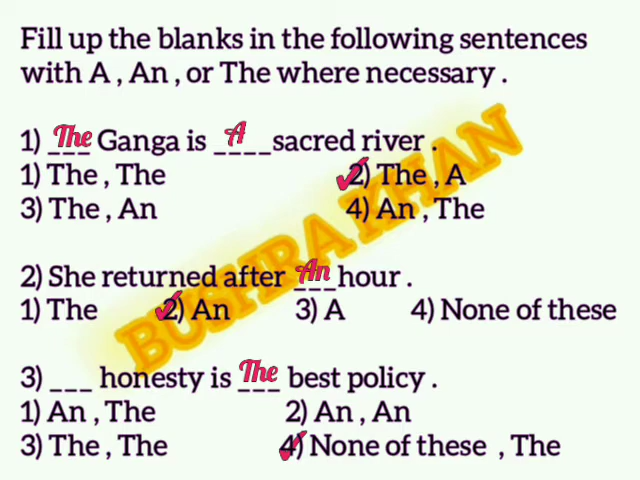 Fill up the blanks in the following sentences
with A , An , or The where necessary .
1) The Ganga is A sacred river .
1) The , The 2) The , A
3) The , An 4) An , The
2) She returned after An hour .
1) The 2) An 3) A 4) None of these
3) ___ honesty is The best policy .
1) An , The 2) An , An
3) The , The 4) None of these , The
BUSHRA KHAN